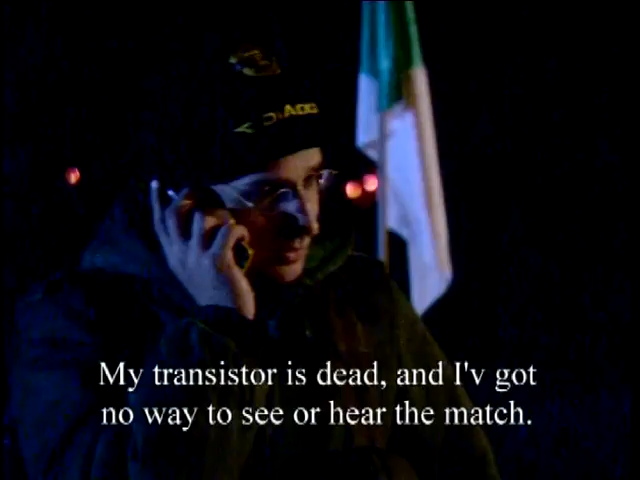 My transistor is dead, and I'v got
no way to see or hear the match.